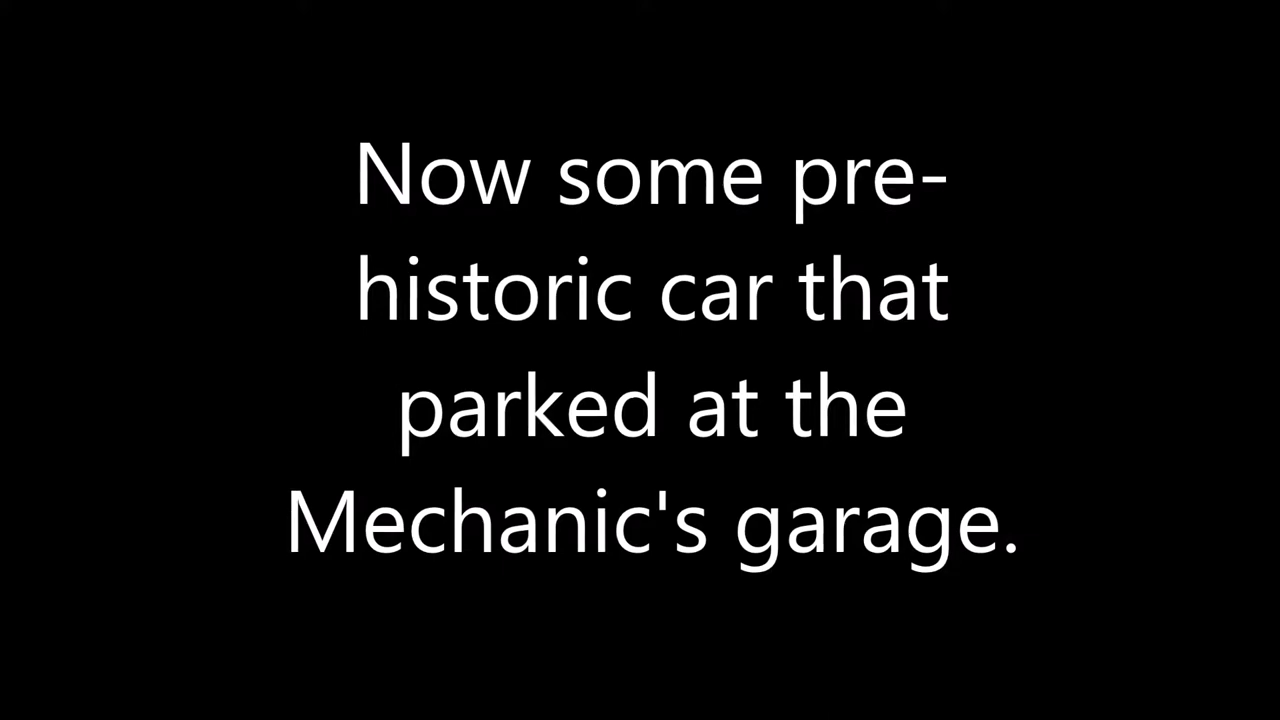 Now some pre-
historic car that
parked at the
Mechanic's garage.